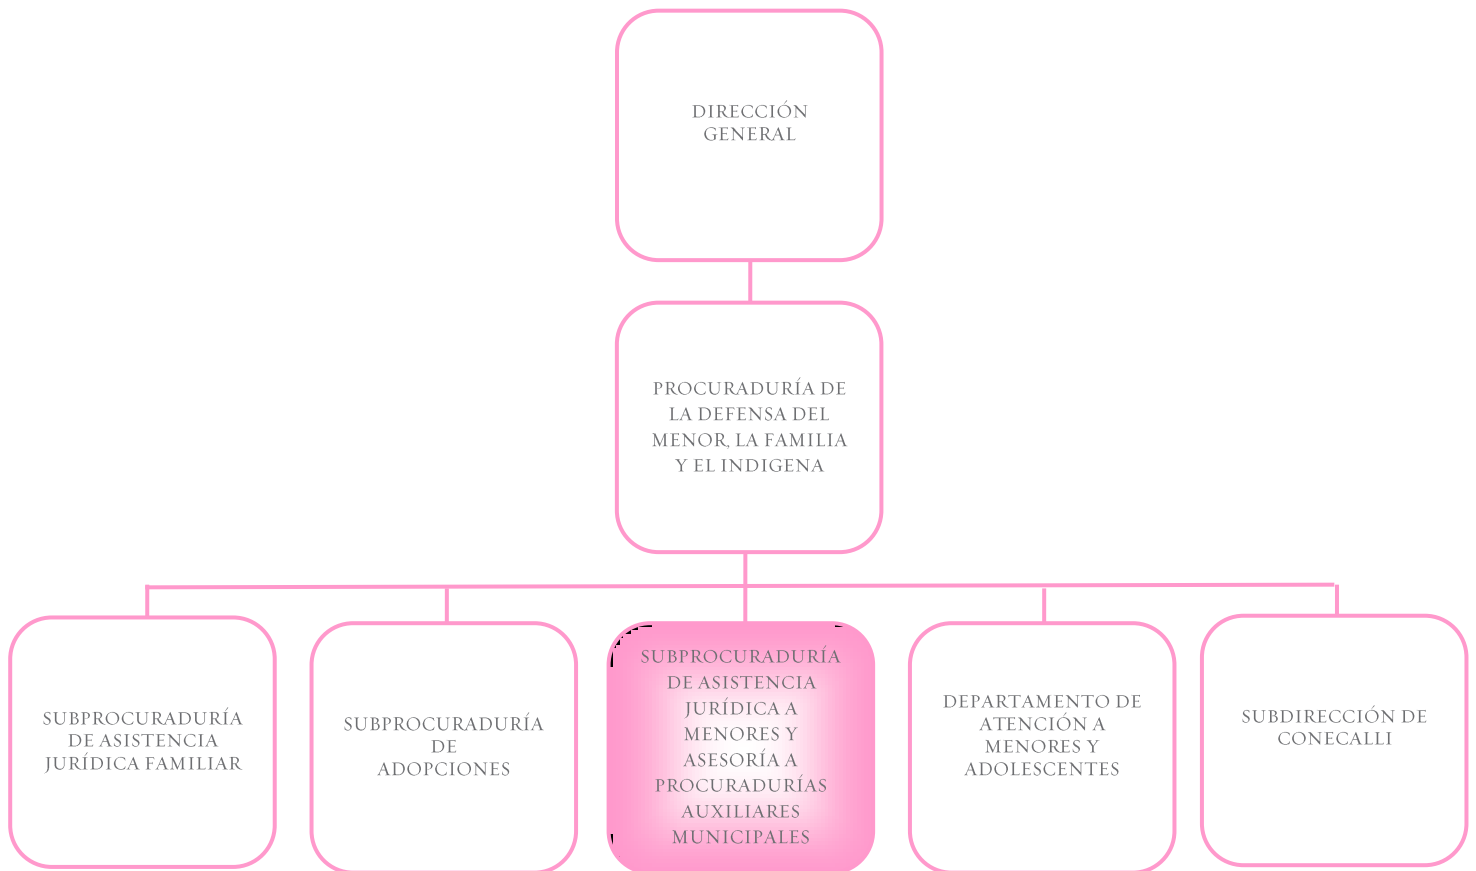 DIRECCIÓN
GENERAL
PROCURADURÍA DE
LA DEFENSA DEL
MENOR, LA FAMILIA
Y EL INDIGENA
SUBPROCURADURÍA
DE ASISTENCIA
JURÍDICA FAMILIAR
SUBPROCURADURÍA
DE
ADOPCIONES
SUBPROCURADURÍA
DE ASISTENCIA
JURÍDICA A
MENORES Y
ASESORÍA A
PROCURADURÍAS
AUXILIARES
MUNICIPALES
DEPARTAMENTO DE
ATENCIÓN A
MENORES Y
ADOLESCENTES
SUBDIRECCIÓN DE
CONECALLI